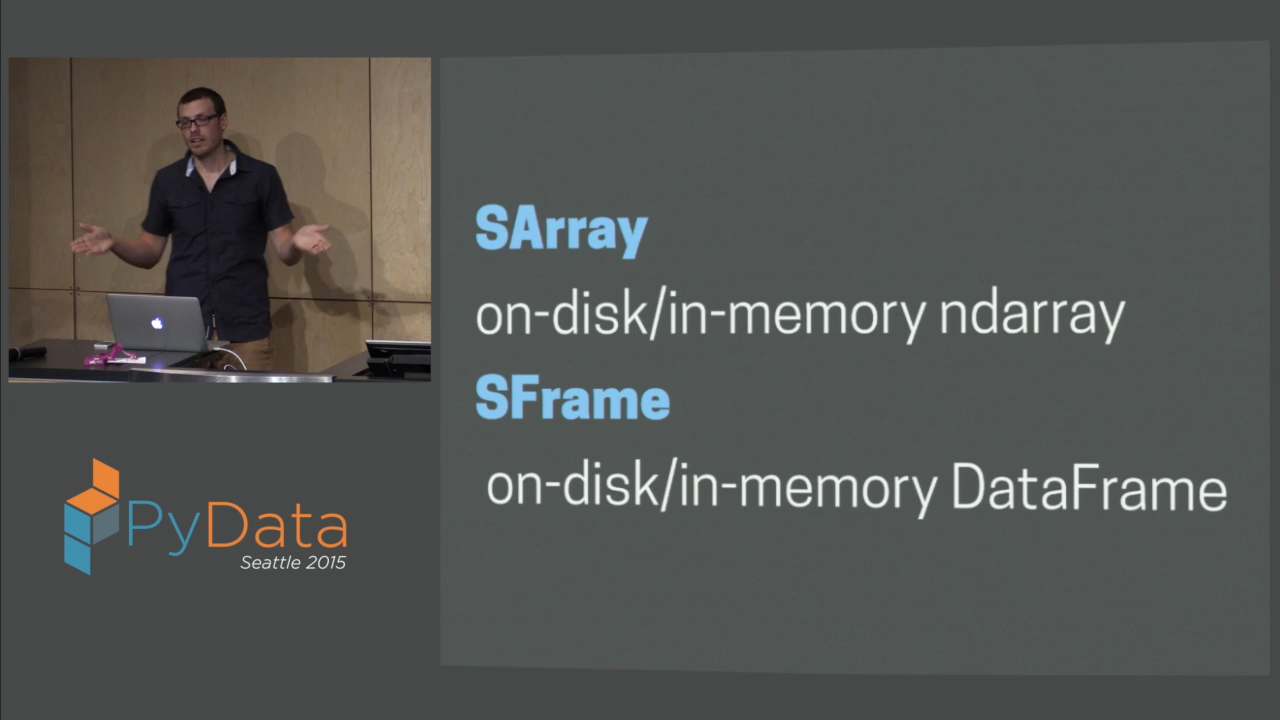 SArray
on-disk/in-memory ndarray
SFrame
on-disk/in-memory DataFrame
PyData
Seattle 2015